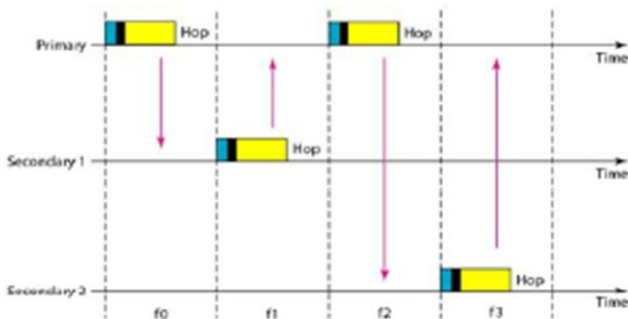 Primary
Hop
Hop
Time
Secondary 1
Hop
Time
Secondary 2
Hop
Time
f0
f1
f2
f3